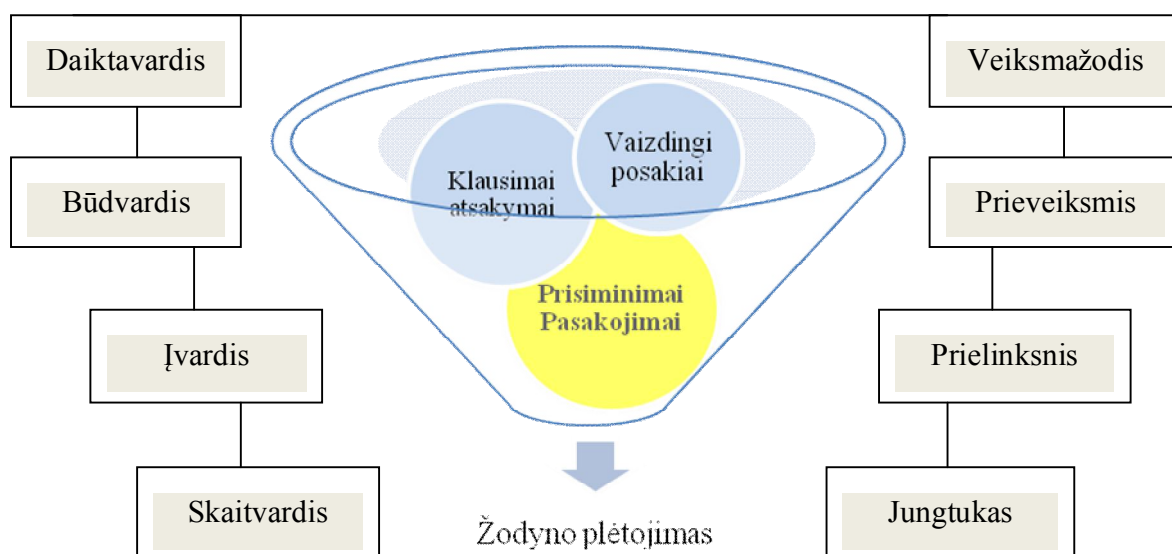 Daiktavardis
Veiksmažodis
Vaizdingi
posakiai
Klausimai
atsakymai
Būdvardis
Prieveiksmis
Prisiminimai
Pasakojimai
Įvardis
Prielinksnis
Skaitvardis
Jungtukas
Žodyno plėtojimas